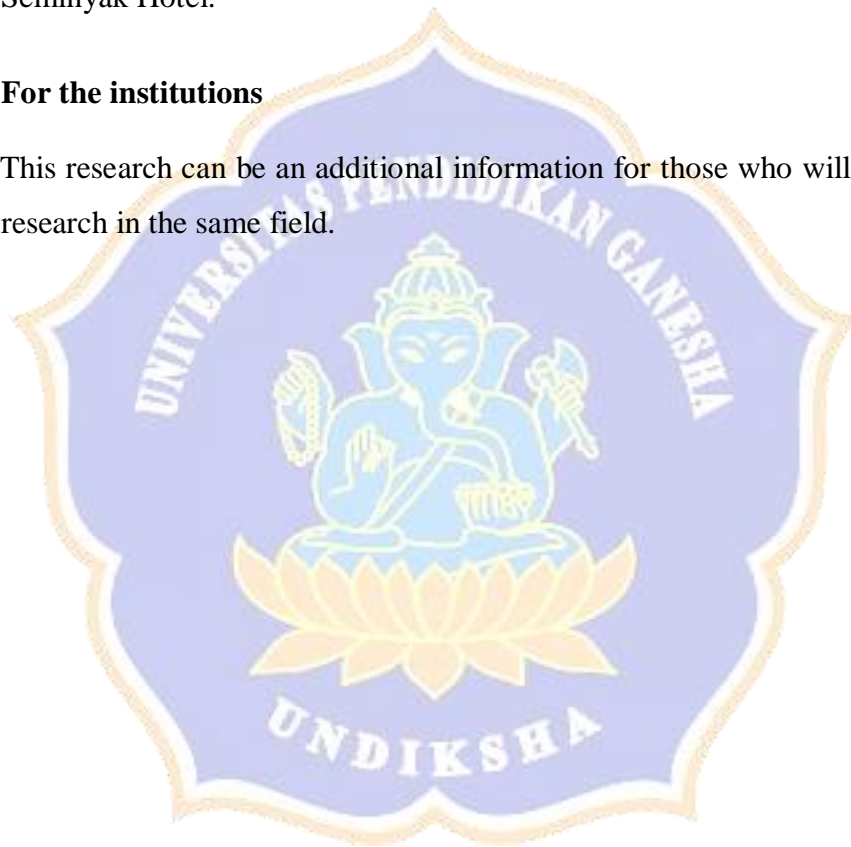 Seminyak Hotel.
For the institutions
This research can be an additional information for those who will
research in the same field.
UNIVERSITAS PENDIDIKAN GANESHA
UNDIKSHA